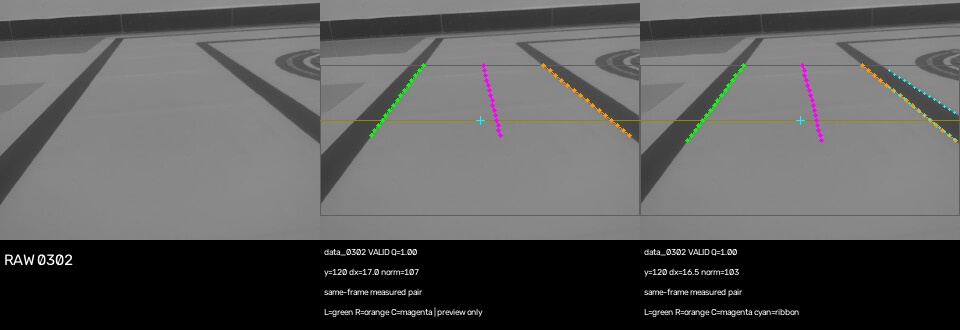 RAW 0302
data_0302 VALID Q=1.00
y=120 dx=17.0 norm=107
same-frame measured pair
L=green R=orange C=magenta | preview only
data_0302 VALID Q=1.00
y=120 dx=16.5 norm=103
same-frame measured pair
L=green R=orange C=magenta cyan=ribbon